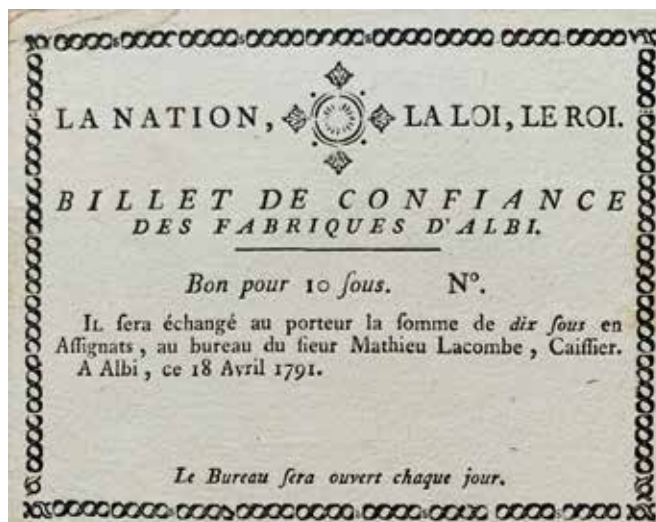 LA NATION, LA LOI, LE ROI.
BILLET DE CONFIANCE
DES FABRIQUES D'ALBI.
Bon pour 10 ſous. Nº.
IL ſera échangé au porteur la ſomme de dix ſous en
Aſſignats, au bureau du ſieur Mathieu Lacombe, Caiſſier.
A Albi, ce 18 Avril 1791.
Le Bureau ſera ouvert chaque jour.